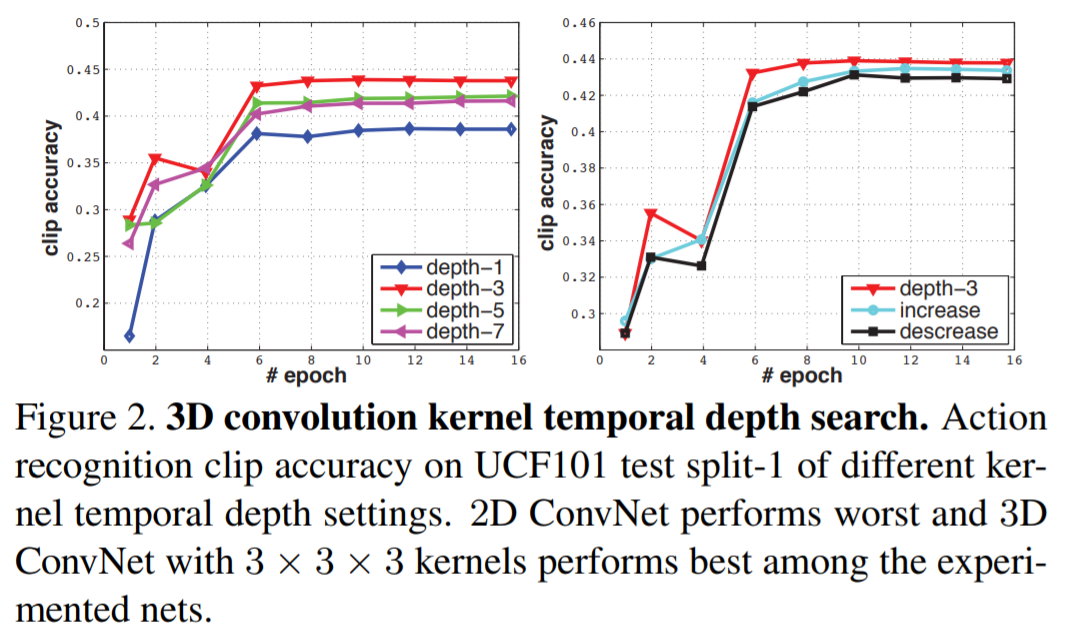 0.5
0.45
0.4
0.35
0.3
0.25
0.2
clip accuracy
0 2 4 6 8 10 12 14 16
# epoch
depth−1
depth−3
depth−5
depth−7
0.46
0.44
0.42
0.4
0.38
0.36
0.34
0.32
0.3
clip accuracy
0 2 4 6 8 10 12 14 16
# epoch
depth−3
increase
descrease
Figure 2. 3D convolution kernel temporal depth search. Action
recognition clip accuracy on UCF101 test split-1 of different ker-
nel temporal depth settings. 2D ConvNet performs worst and 3D
ConvNet with 3 × 3 × 3 kernels performs best among the experi-
mented nets.